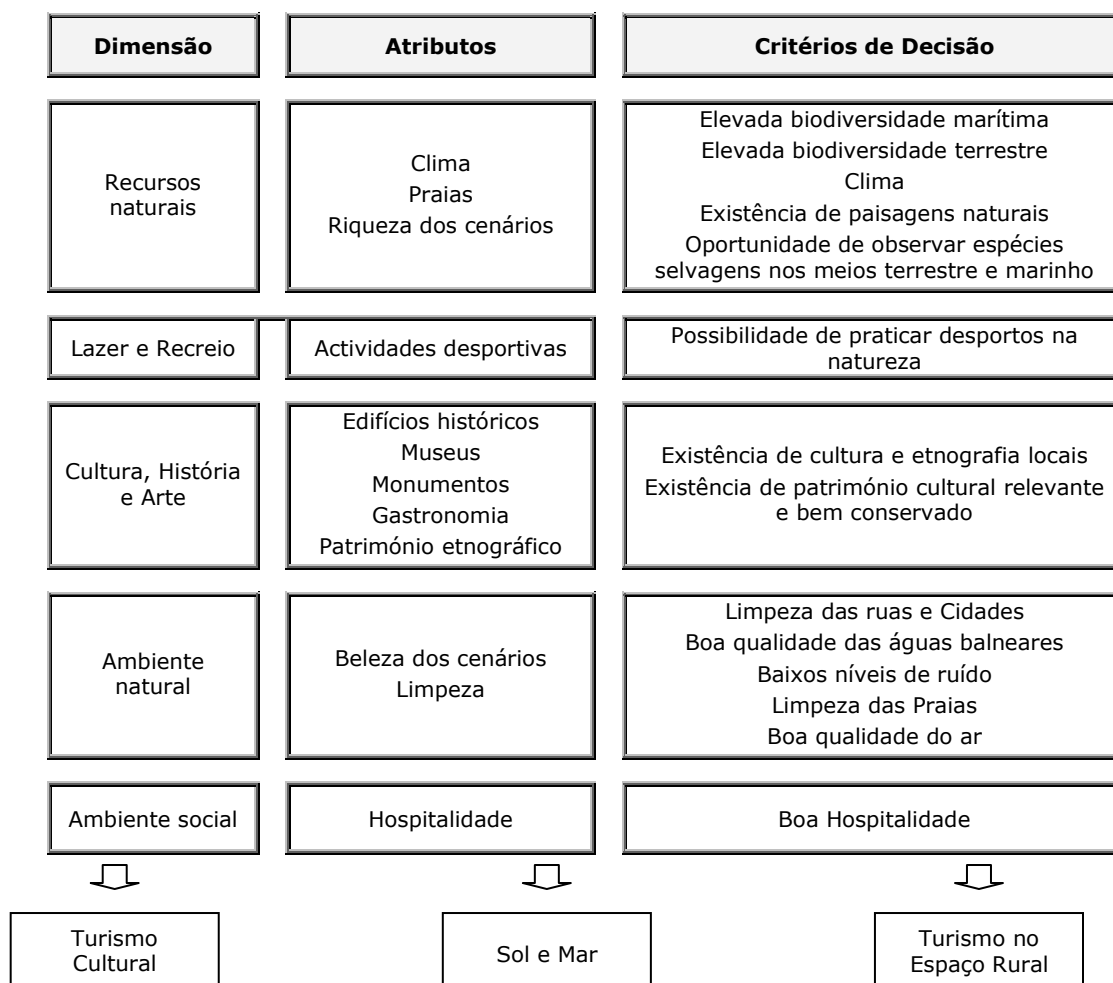 Dimensão
Atributos
Critérios de Decisão
Recursos
naturais
Clima
Praias
Riqueza dos cenários
Elevada biodiversidade marítima
Elevada biodiversidade terrestre
Clima
Existência de paisagens naturais
Oportunidade de observar espécies
selvagens nos meios terrestre e marinho
Lazer e Recreio
Actividades desportivas
Possibilidade de praticar desportos na
natureza
Cultura, História
e Arte
Edifícios históricos
Museus
Monumentos
Gastronomia
Património etnográfico
Existência de cultura e etnografia locais
Existência de património cultural relevante
e bem conservado
Ambiente
natural
Beleza dos cenários
Limpeza
Limpeza das ruas e Cidades
Boa qualidade das águas balneares
Baixos níveis de ruído
Limpeza das Praias
Boa qualidade do ar
Ambiente social
Hospitalidade
Boa Hospitalidade
Turismo
Cultural
Sol e Mar
Turismo no
Espaço Rural